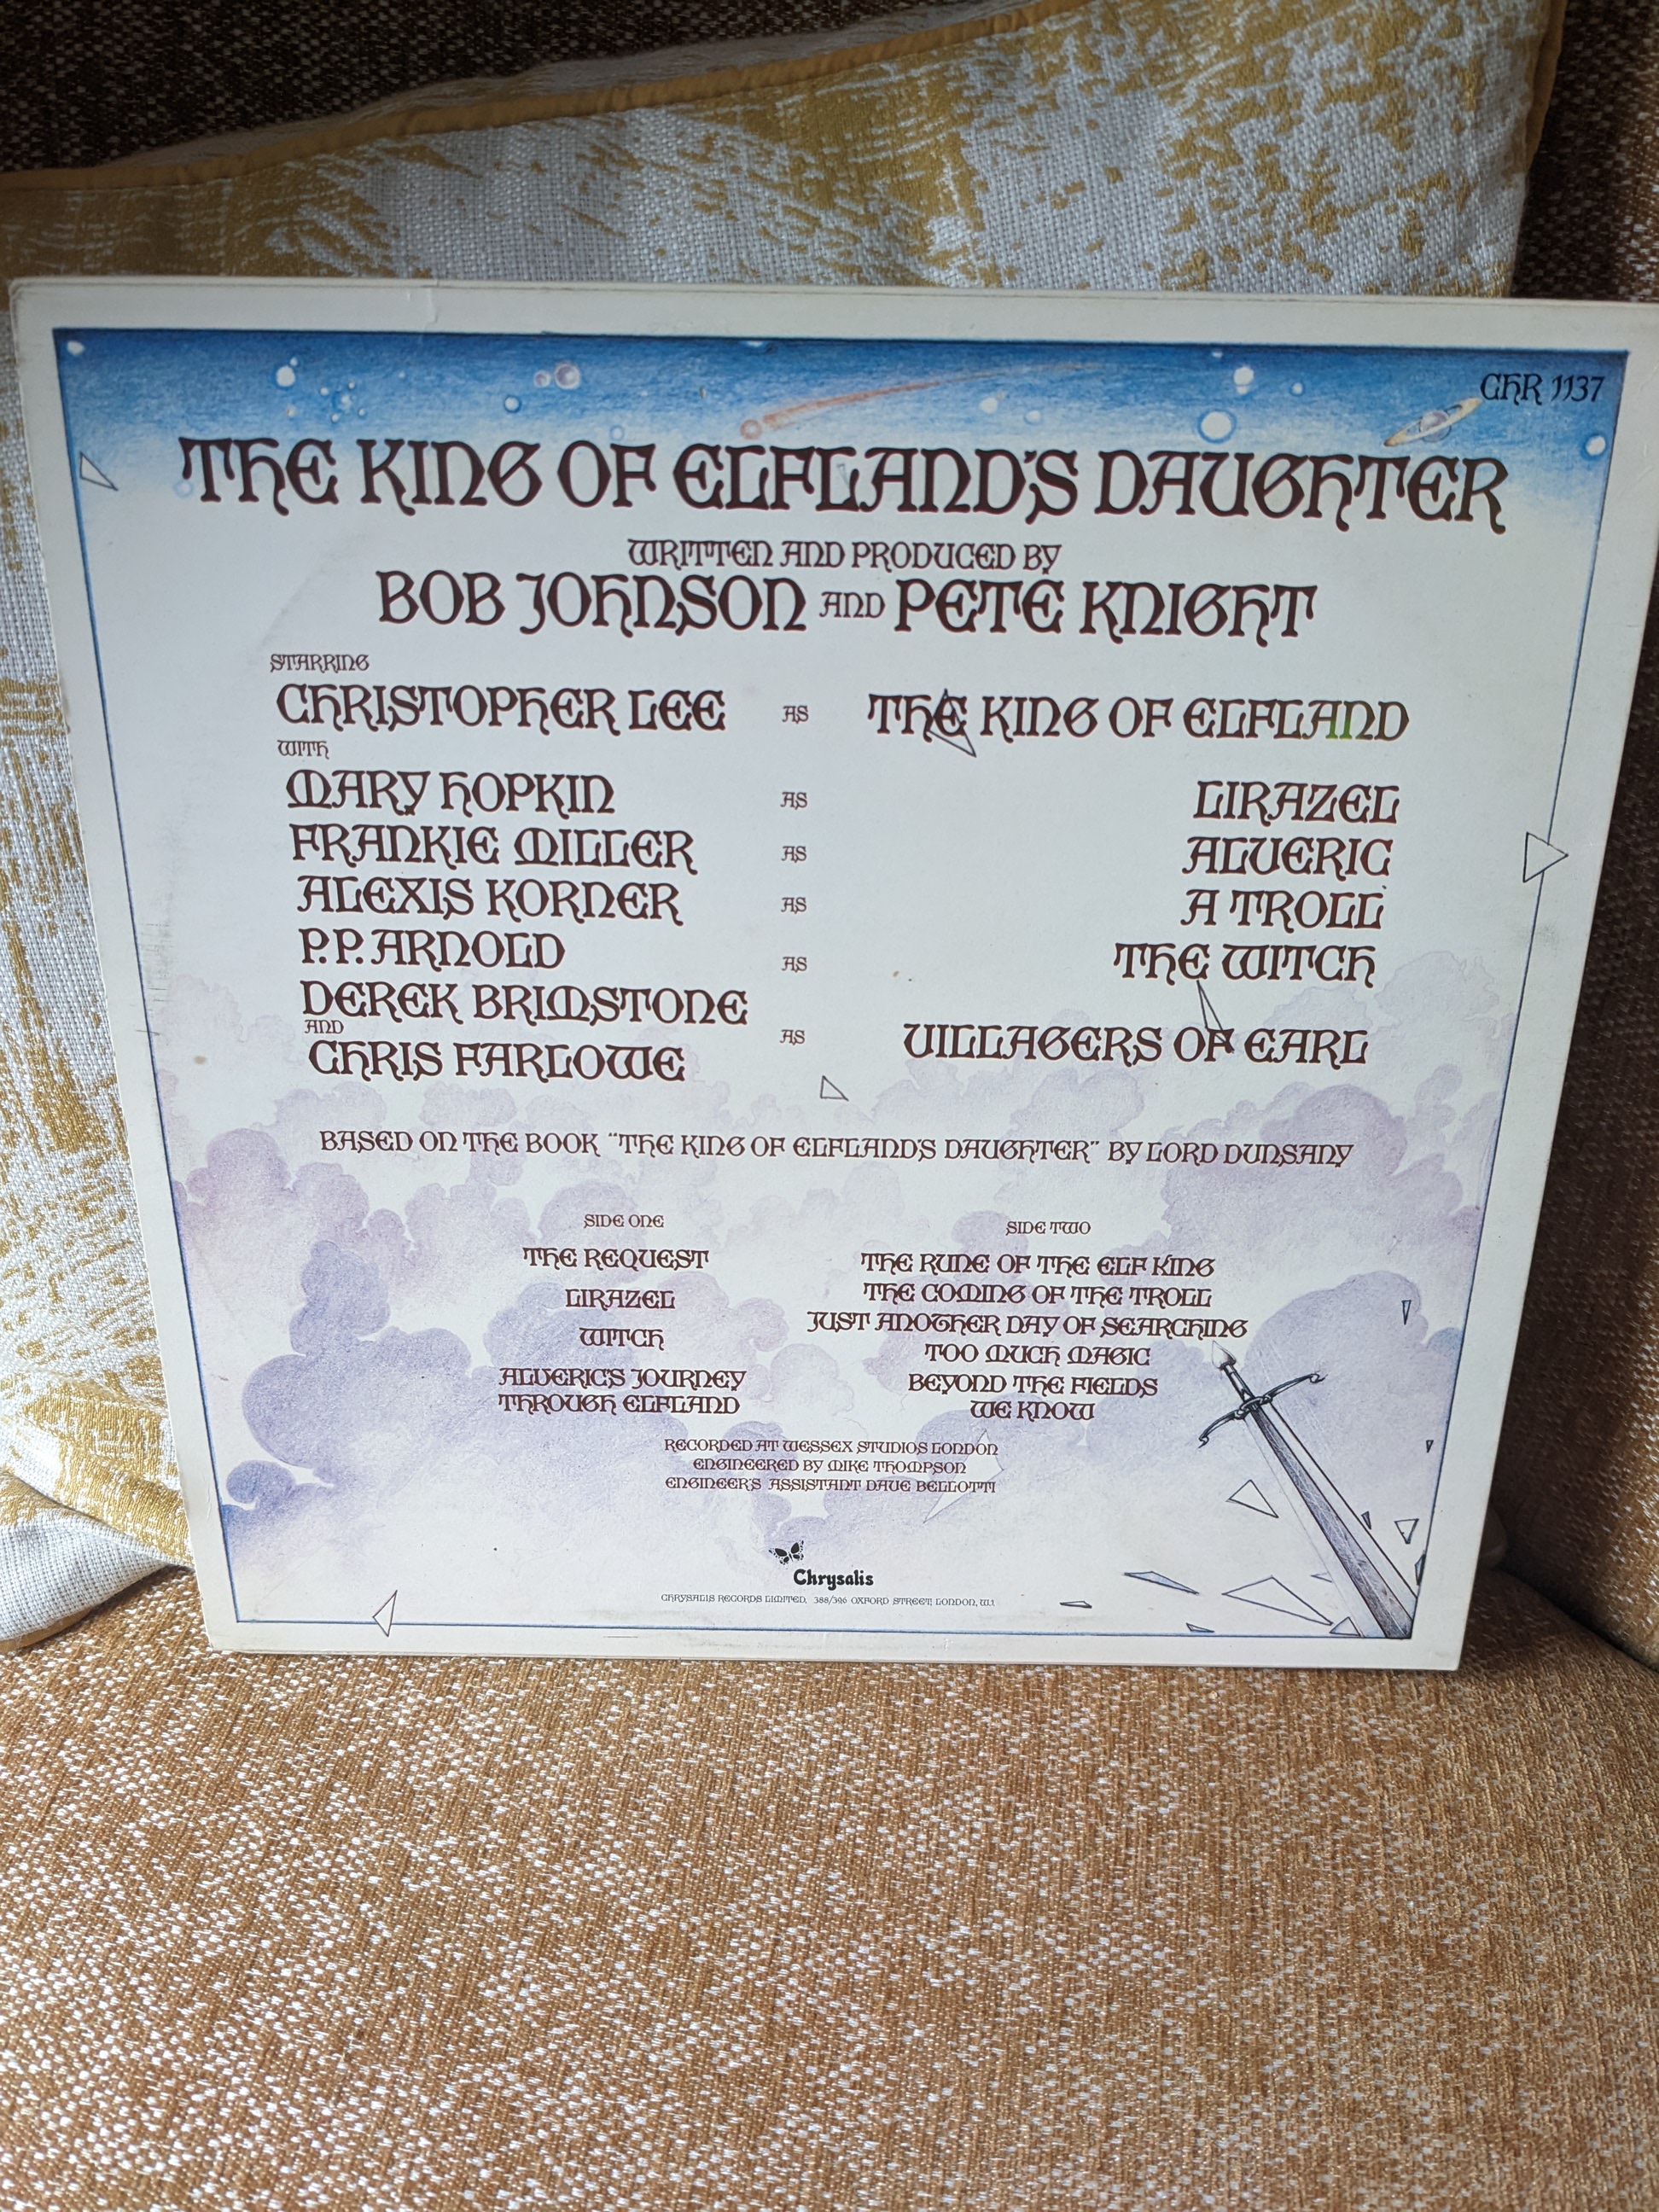 CHR 1137
THE KING OF ELFLAND'S DAUGHTER
WRITTEN AND PRODUCED BY
BOB JOHNSON AND PETE KNIGHT
STARRING
CHRISTOPHER LEE AS THE KING OF ELFLAND
WITH
MARY HOPKIN AS LIRAZEL
FRANKIE MILLER AS ALVERIC
ALEXIS KORNER AS A TROLL
P.P. ARNOLD AS THE WITCH
DEREK BRIMSTONE
AND
AS VILLAGERS OF EARL
CHRIS FARLOWE
BASED ON THE BOOK "THE KING OF ELFLAND'S DAUGHTER" BY LORD DUNSANY
SIDE ONE
THE REQUEST
LIRAZEL
WITCH
ALVERIC'S JOURNEY
THROUGH ELFLAND
SIDE TWO
THE RUNE OF THE ELF KING
THE COMING OF THE TROLL
JUST ANOTHER DAY OF SEARCHING
TOO MUCH MAGIC
BEYOND THE FIELDS
WE KNOW
RECORDED AT WESSEX STUDIOS LONDON
ENGINEERED BY MIKE THOMPSON
ENGINEER'S ASSISTANT DAVE BELLOTTI
Chrysalis
CHRYSALIS RECORDS LIMITED, 388/396 OXFORD STREET, LONDON, W.1.